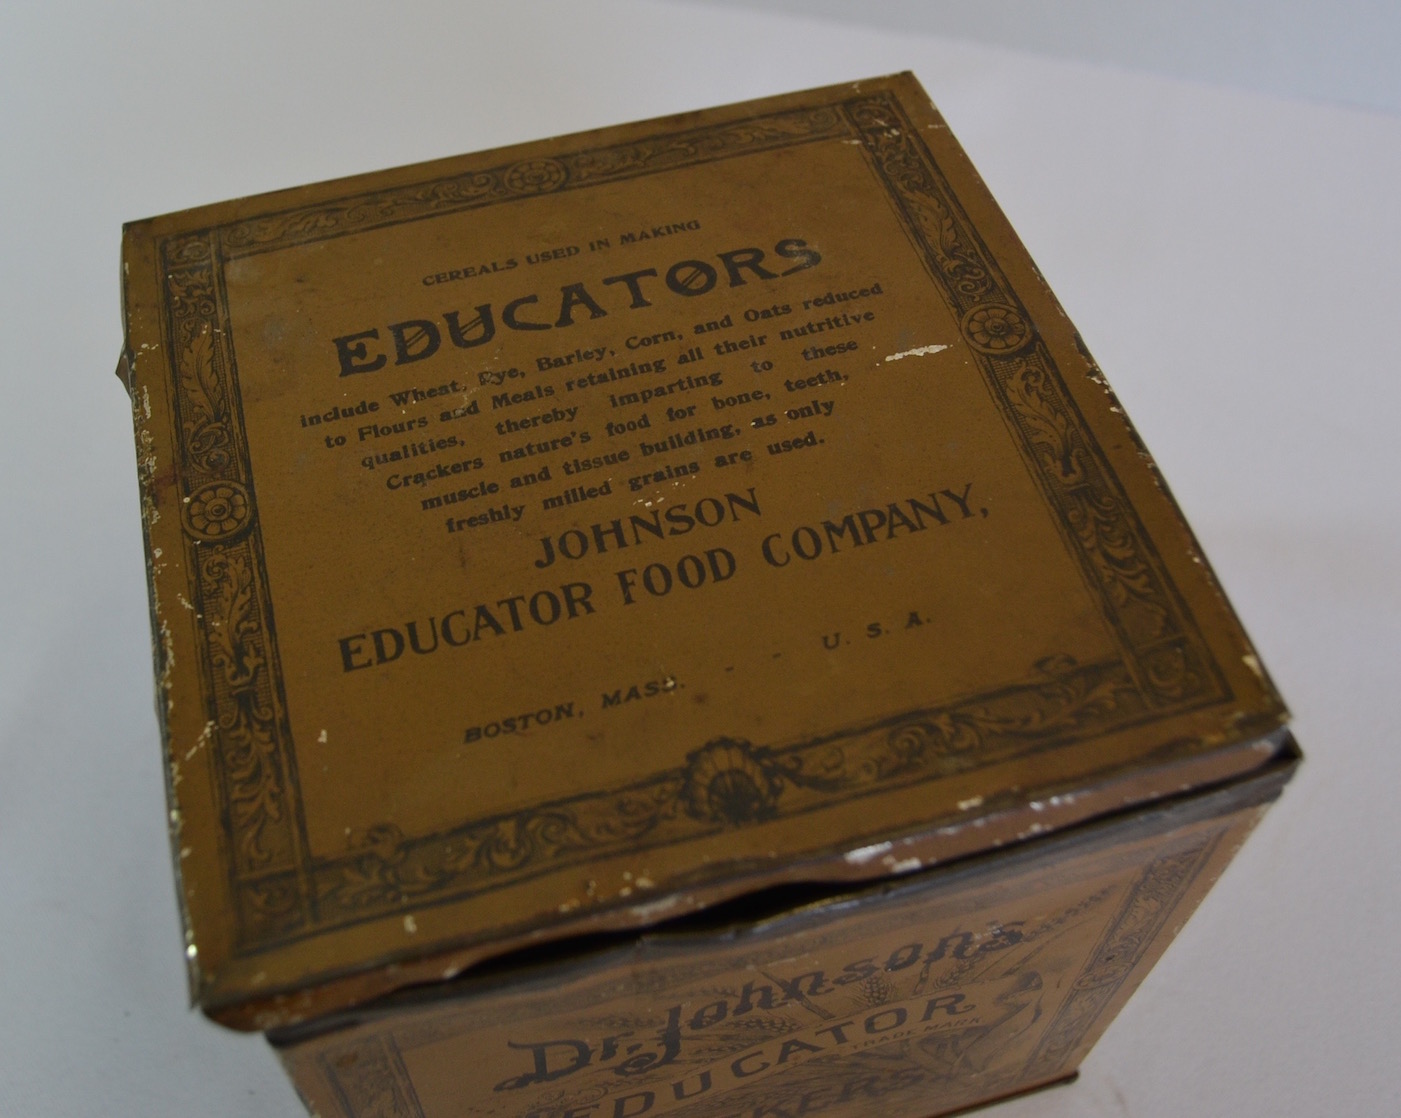 CEREALS USED IN MAKING
EDUCATORS
include Wheat, Rye, Barley, Corn, and Oats reduced
to Flours and Meals retaining all their nutritive
qualities, thereby imparting to these
Crackers nature's food for bone, teeth,
muscle and tissue building, as only
freshly milled grains are used.
JOHNSON
EDUCATOR FOOD COMPANY,
BOSTON, MASS. - - U. S. A.
Dr. Johnson's
EDUCATOR
TRADE MARK